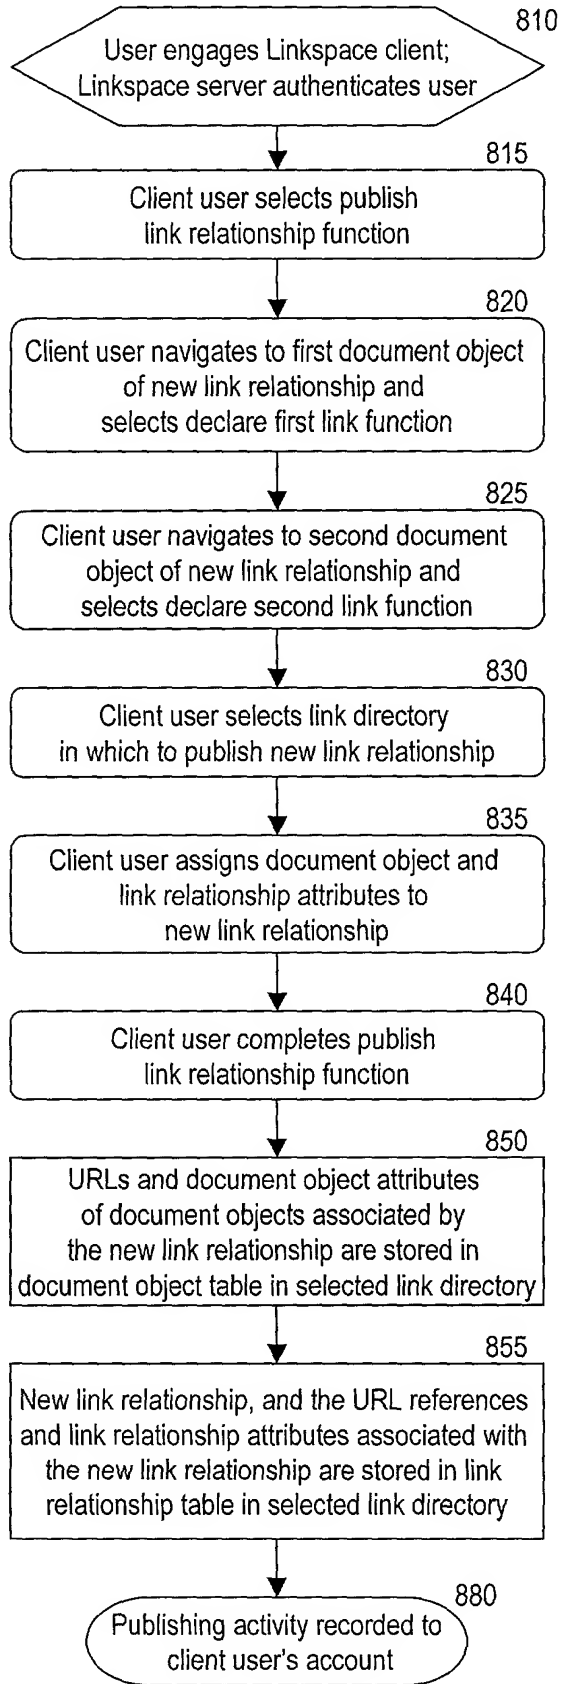 810
User engages Linkspace client;
Linkspace server authenticates user
815
Client user selects publish
link relationship function
820
Client user navigates to first document object
of new link relationship and
selects declare first link function
825
Client user navigates to second document
object of new link relationship and
selects declare second link function
830
Client user selects link directory
in which to publish new link relationship
835
Client user assigns document object and
link relationship attributes to
new link relationship
840
Client user completes publish
link relationship function
850
URLs and document object attributes
of document objects associated by
the new link relationship are stored in
document object table in selected link directory
855
New link relationship, and the URL references
and link relationship attributes associated with
the new link relationship are stored in link
relationship table in selected link directory
880
Publishing activity recorded to
client user's account